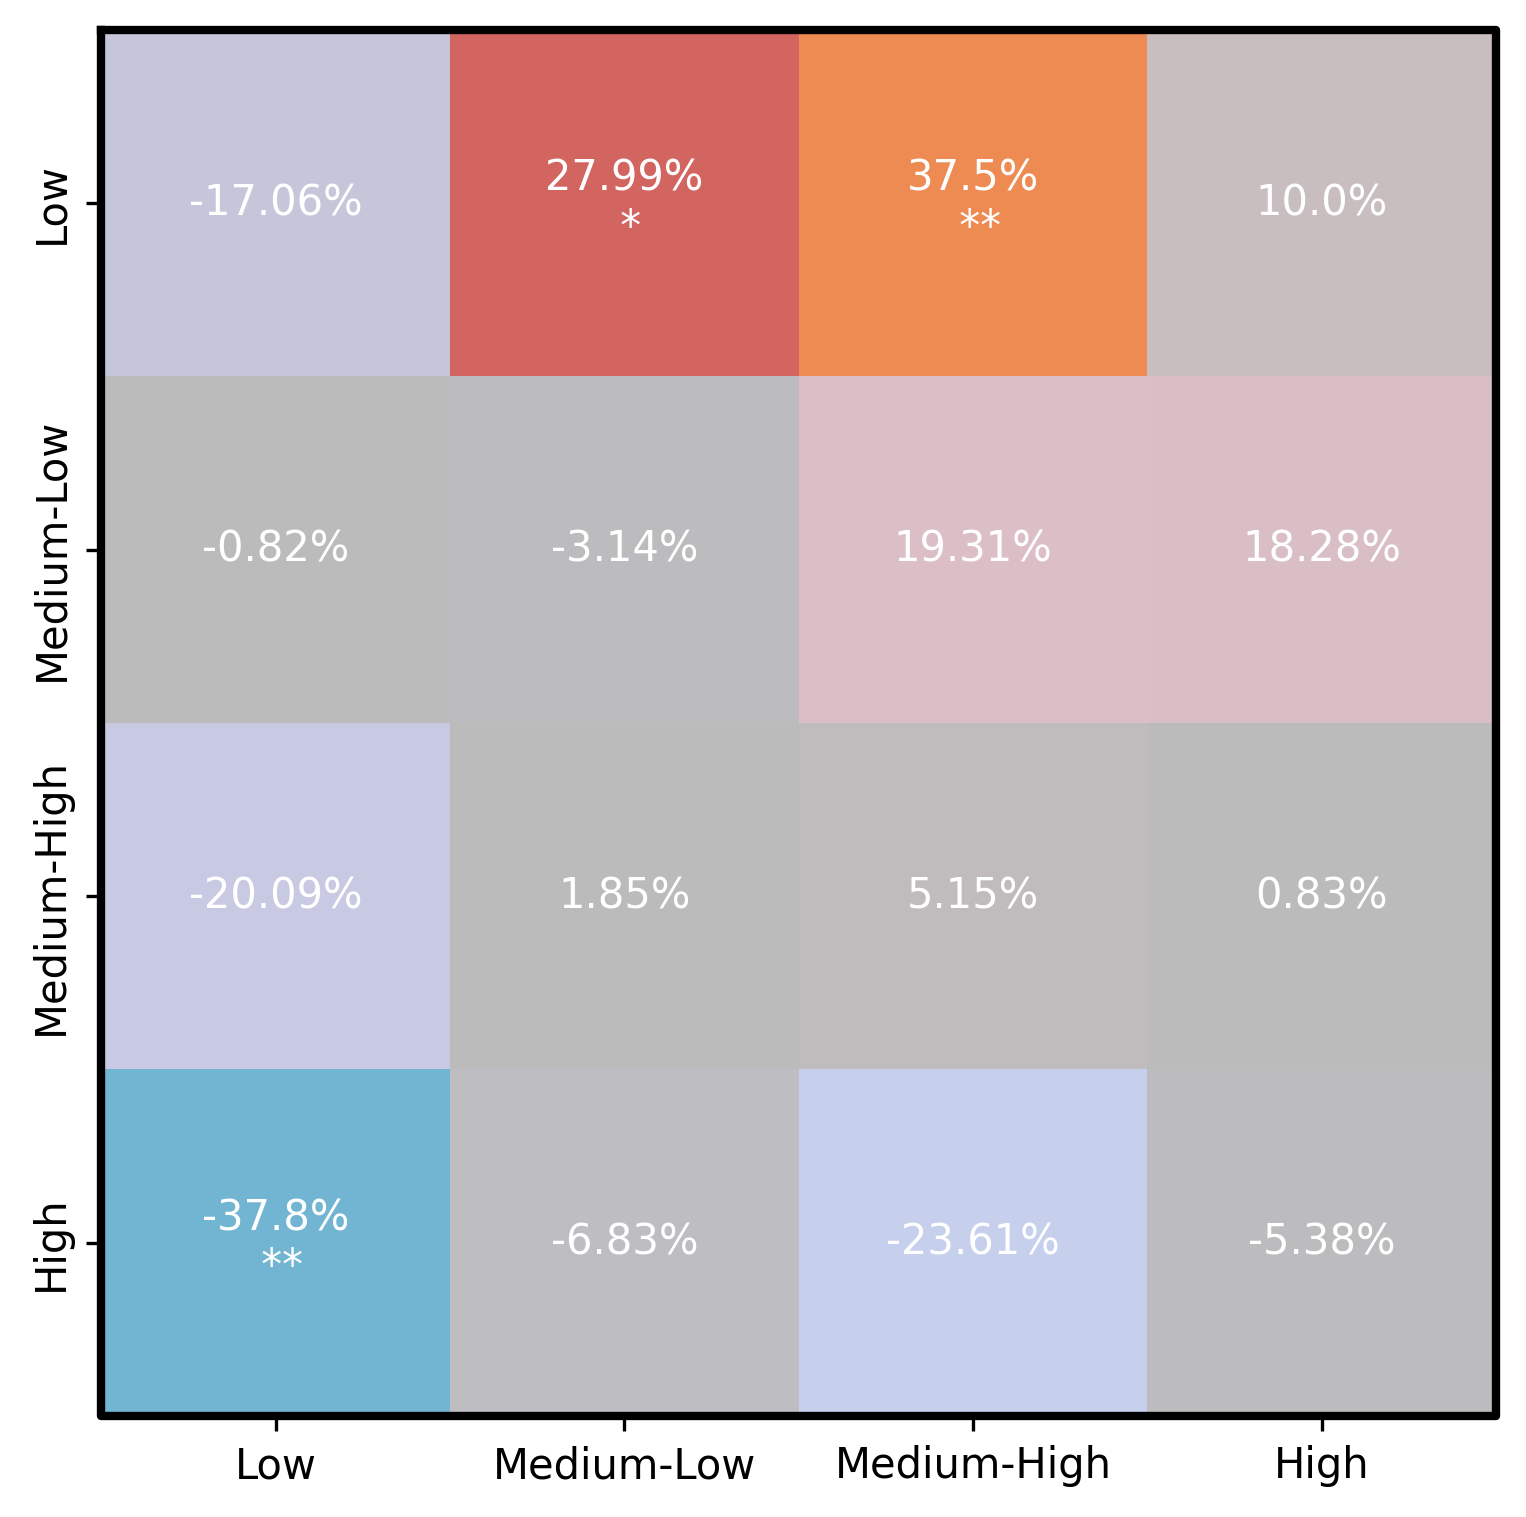 Low
-17.06%
27.99%
*
37.5%
**
10.0%
Medium-Low
-0.82%
-3.14%
19.31%
18.28%
Medium-High
-20.09%
1.85%
5.15%
0.83%
High
-37.8%
**
-6.83%
-23.61%
-5.38%
Low
Medium-Low
Medium-High
High